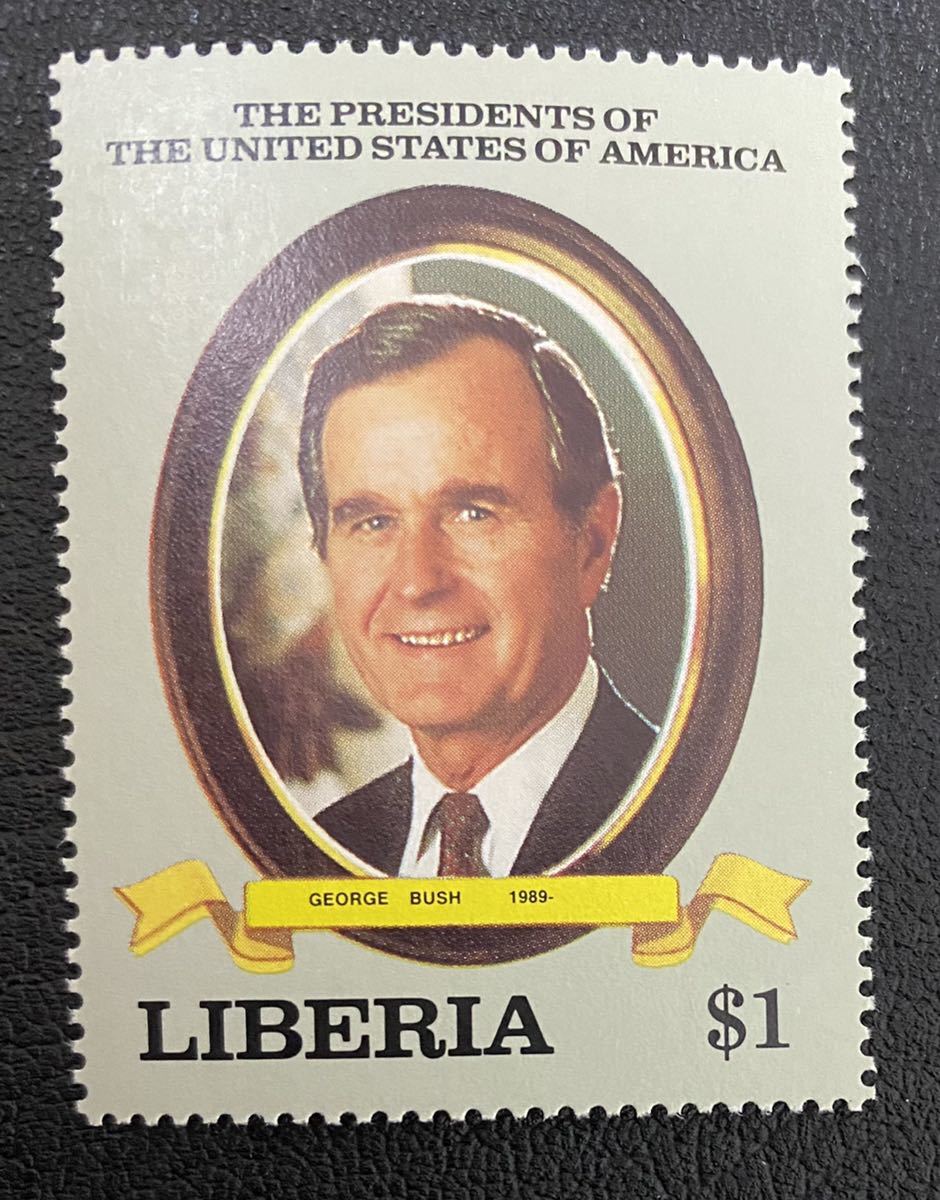 THE PRESIDENTS OF
THE UNITED STATES OF AMERICA
GEORGE BUSH 1989-
LIBERIA $1